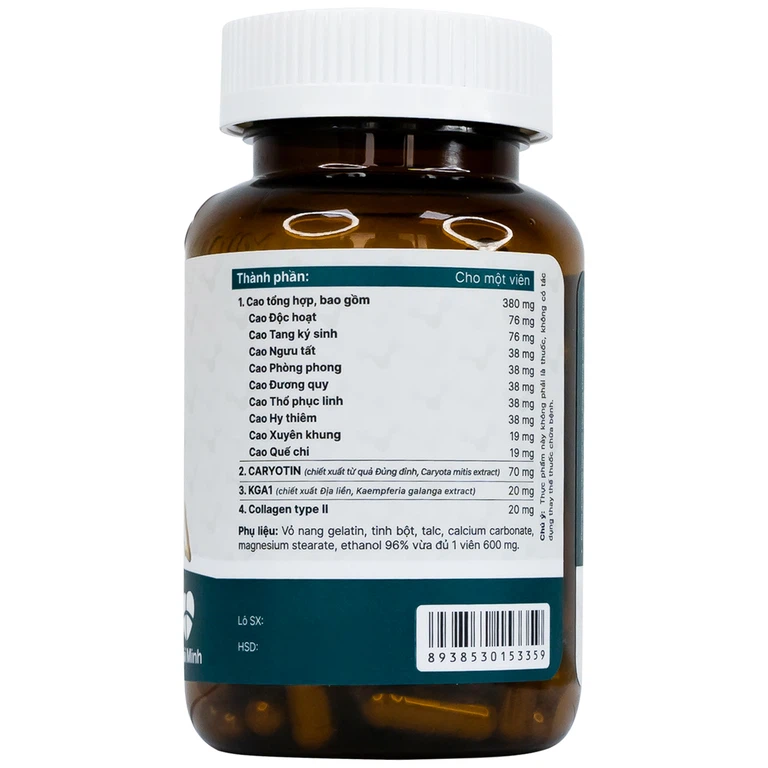 Thành phần: Cho một viên
1. Cao tổng hợp, bao gồm 380 mg
Cao Độc hoạt 76 mg
Cao Tang ký sinh 76 mg
Cao Ngưu tất 38 mg
Cao Phòng phong 38 mg
Cao Đương quy 38 mg
Cao Thổ phục linh 38 mg
Cao Hy thiêm 38 mg
Cao Xuyên khung 19 mg
Cao Quế chi 19 mg
2. CARYOTIN (chiết xuất từ quả Đủng đỉnh, Caryota mitis extract) 70 mg
3. KGA1 (chiết xuất Địa liền, Kaempferia galanga extract) 20 mg
4. Collagen type II 20 mg
Phụ liệu: Vỏ nang gelatin, tinh bột, talc, calcium carbonate,
magnesium stearate, ethanol 96% vừa đủ 1 viên 600 mg.
Chú ý: Thực phẩm này không phải là thuốc, không có tác
dụng thay thế thuốc chữa bệnh.
Lô SX:
HSD:
8938530153359
Minh